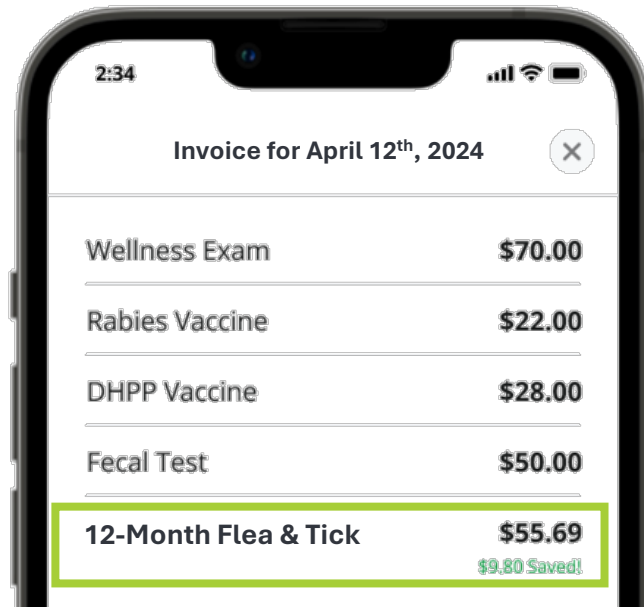 2:34
Invoice for April 12th, 2024
Wellness Exam $70.00
Rabies Vaccine $22.00
DHPP Vaccine $28.00
Fecal Test $50.00
12-Month Flea & Tick $55.69
$9.80 Saved!